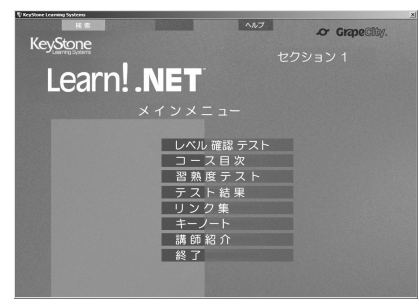 KeyStone Learning Systems
検索
ヘルプ
KeyStone
Learning Systems
GrapeCity.
セクション 1
Learn! .NET
メインメニュー
レベル 確認 テスト
コース目次
習熟度テスト
テスト結果
リンク集
キーノート
講師紹介
終了